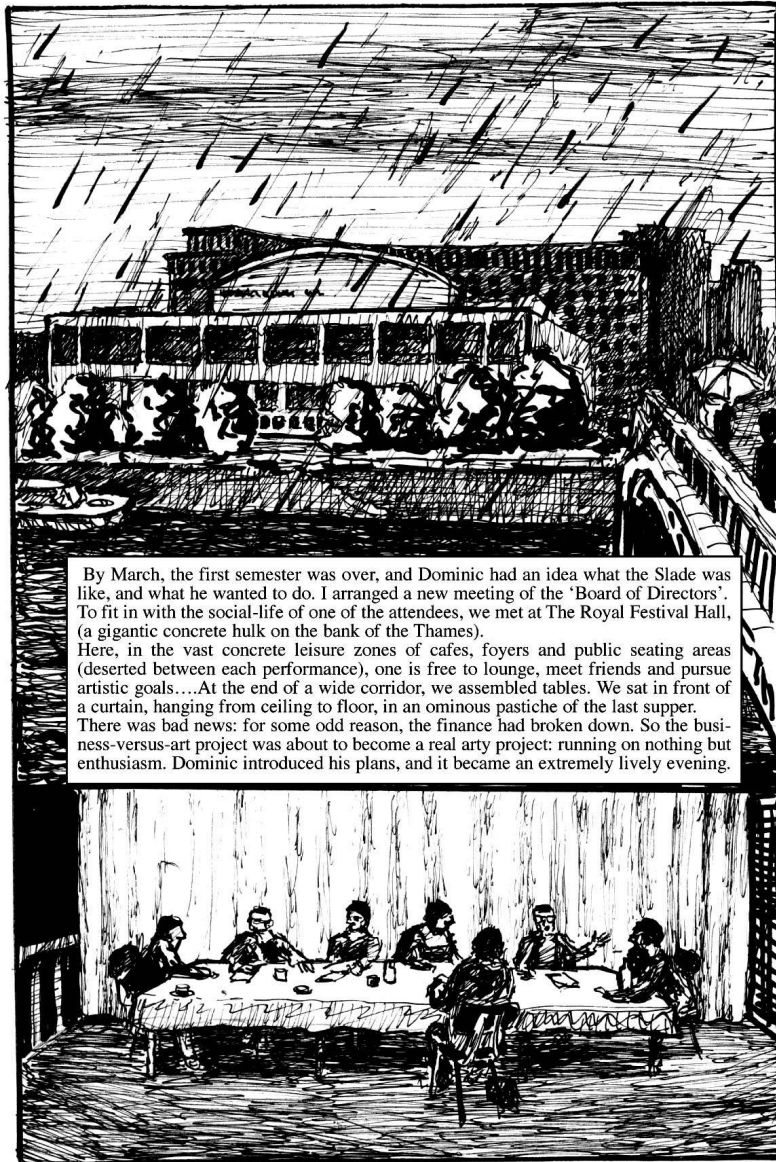 By March, the first semester was over, and Dominic had an idea what the Slade was
like, and what he wanted to do. I arranged a new meeting of the ‘Board of Directors’.
To fit in with the social-life of one of the attendees, we met at The Royal Festival Hall,
(a gigantic concrete hulk on the bank of the Thames).
Here, in the vast concrete leisure zones of cafes, foyers and public seating areas
(deserted between each performance), one is free to lounge, meet friends and pursue
artistic goals….At the end of a wide corridor, we assembled tables. We sat in front of
a curtain, hanging from ceiling to floor, in an ominous pastiche of the last supper.
There was bad news: for some odd reason, the finance had broken down. So the busi-
ness-versus-art project was about to become a real arty project: running on nothing but
enthusiasm. Dominic introduced his plans, and it became an extremely lively evening.